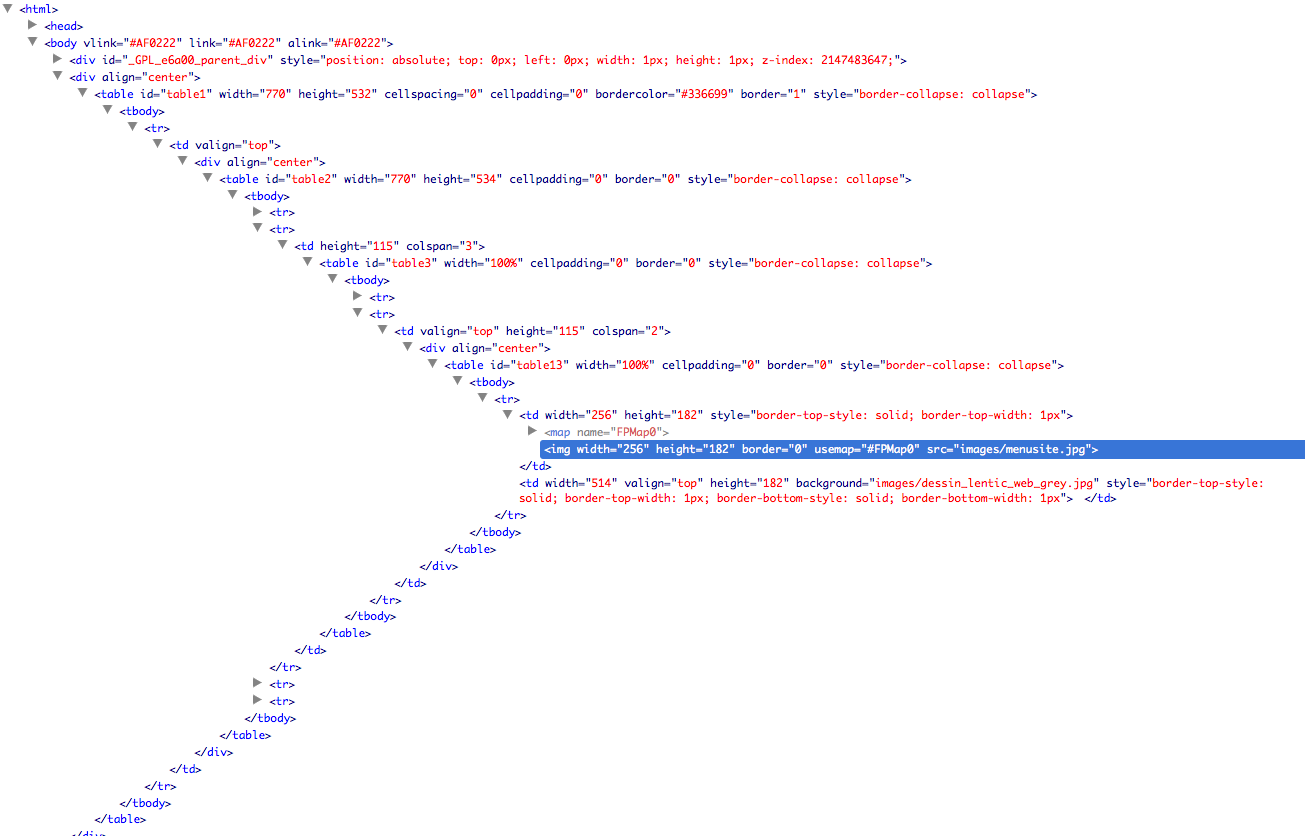 <html>
<head>
<body vlink="#AF0222" link="#AF0222" alink="#AF0222">
<div id="_GPL_e6a00_parent_div" style="position: absolute; top: 0px; left: 0px; width: 1px; height: 1px; z-index: 2147483647;">
<div align="center">
<table id="table1" width="770" height="532" cellspacing="0" cellpadding="0" bordercolor="#336699" border="1" style="border-collapse: collapse">
<tbody>
<tr>
<td valign="top">
<div align="center">
<table id="table2" width="770" height="534" cellpadding="0" border="0" style="border-collapse: collapse">
<tbody>
<tr>
<tr>
<td height="115" colspan="3">
<table id="table3" width="100%" cellpadding="0" border="0" style="border-collapse: collapse">
<tbody>
<tr>
<tr>
<td valign="top" height="115" colspan="2">
<div align="center">
<table id="table13" width="100%" cellpadding="0" border="0" style="border-collapse: collapse">
<tbody>
<tr>
<td width="256" height="182" style="border-top-style: solid; border-top-width: 1px">
<map name="FPMap0">
<img width="256" height="182" border="0" usemap="#FPMap0" src="images/menusite.jpg">
</td>
<td width="514" valign="top" height="182" background="images/dessin_lentic_web_grey.jpg" style="border-top-style:
solid; border-top-width: 1px; border-bottom-style: solid; border-bottom-width: 1px"> </td>
</tr>
</tbody>
</table>
</div>
</td>
</tr>
</tbody>
</table>
</td>
</tr>
<tr>
<tr>
</tbody>
</table>
</div>
</td>
</tr>
</tbody>
</table>
</div>